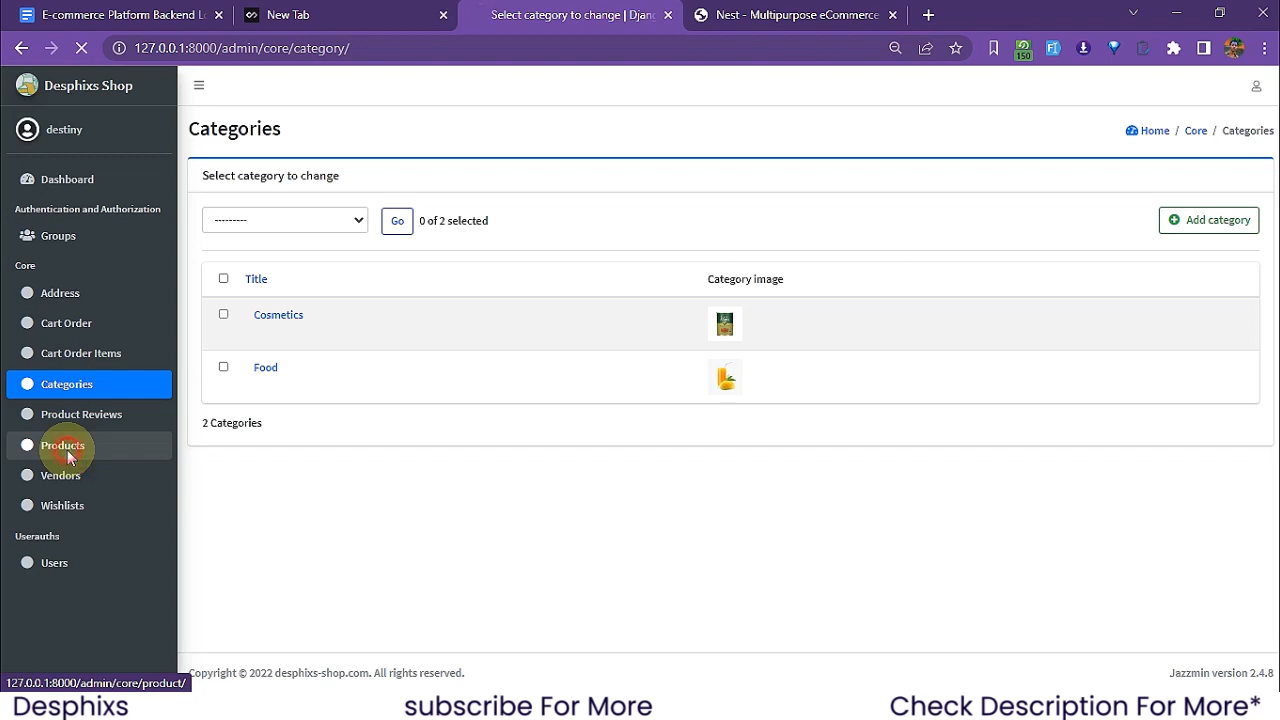 E-commerce Platform Backend Lo
New Tab
Select category to change | Djan
Nest - Multipurpose eCommerce
127.0.0.1:8000/admin/core/category/
150
Desphixs Shop
destiny
Dashboard
Authentication and Authorization
Groups
Core
Address
Cart Order
Cart Order Items
Categories
Product Reviews
Products
Vendors
Wishlists
Userauths
Users
127.0.0.1:8000/admin/core/product/
Categories
Home / Core / Categories
Select category to change
--------- Go 0 of 2 selected Add category
Title Category image
Cosmetics
Food
2 Categories
Copyright © 2022 desphixs-shop.com. All rights reserved. Jazzmin version 2.4.8
Desphixs subscribe For More Check Description For More*